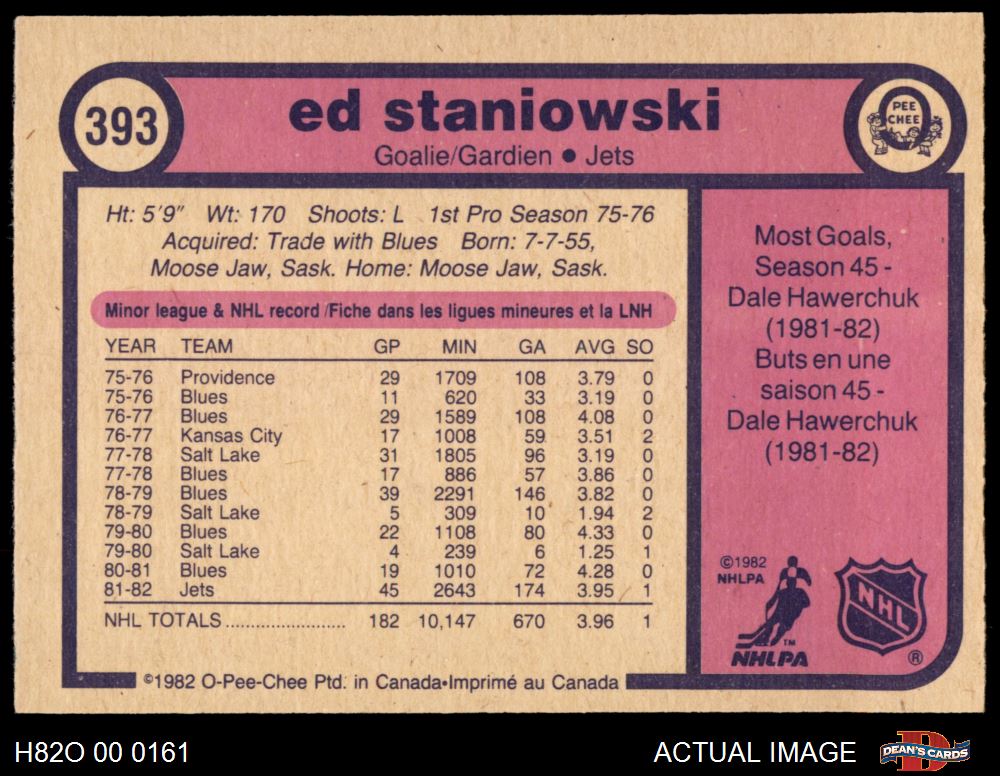 393
ed staniowski
Goalie/Gardien ● Jets
PEE
CHEE
Ht: 5'9" Wt: 170 Shoots: L 1st Pro Season 75-76
Acquired: Trade with Blues Born: 7-7-55,
Moose Jaw, Sask. Home: Moose Jaw, Sask.
Minor league & NHL record /Fiche dans les ligues mineures et la LNH
YEAR TEAM GP MIN GA AVG SO
75-76 Providence 29 1709 108 3.79 0
75-76 Blues 11 620 33 3.19 0
76-77 Blues 29 1589 108 4.08 0
76-77 Kansas City 17 1008 59 3.51 2
77-78 Salt Lake 31 1805 96 3.19 0
77-78 Blues 17 886 57 3.86 0
78-79 Blues 39 2291 146 3.82 0
78-79 Salt Lake 5 309 10 1.94 2
79-80 Blues 22 1108 80 4.33 0
79-80 Salt Lake 4 239 6 1.25 1
80-81 Blues 19 1010 72 4.28 0
81-82 Jets 45 2643 174 3.95 1
NHL TOTALS ...................... 182 10,147 670 3.96 1
Most Goals,
Season 45 -
Dale Hawerchuk
(1981-82)
Buts en une
saison 45 -
Dale Hawerchuk
(1981-82)
©1982
NHLPA
TM
NHLPA
NHL
®
©1982 O-Pee-Chee Ptd. in Canada•Imprimé au Canada
H82O 00 0161
ACTUAL IMAGE
DEAN'S CARDS